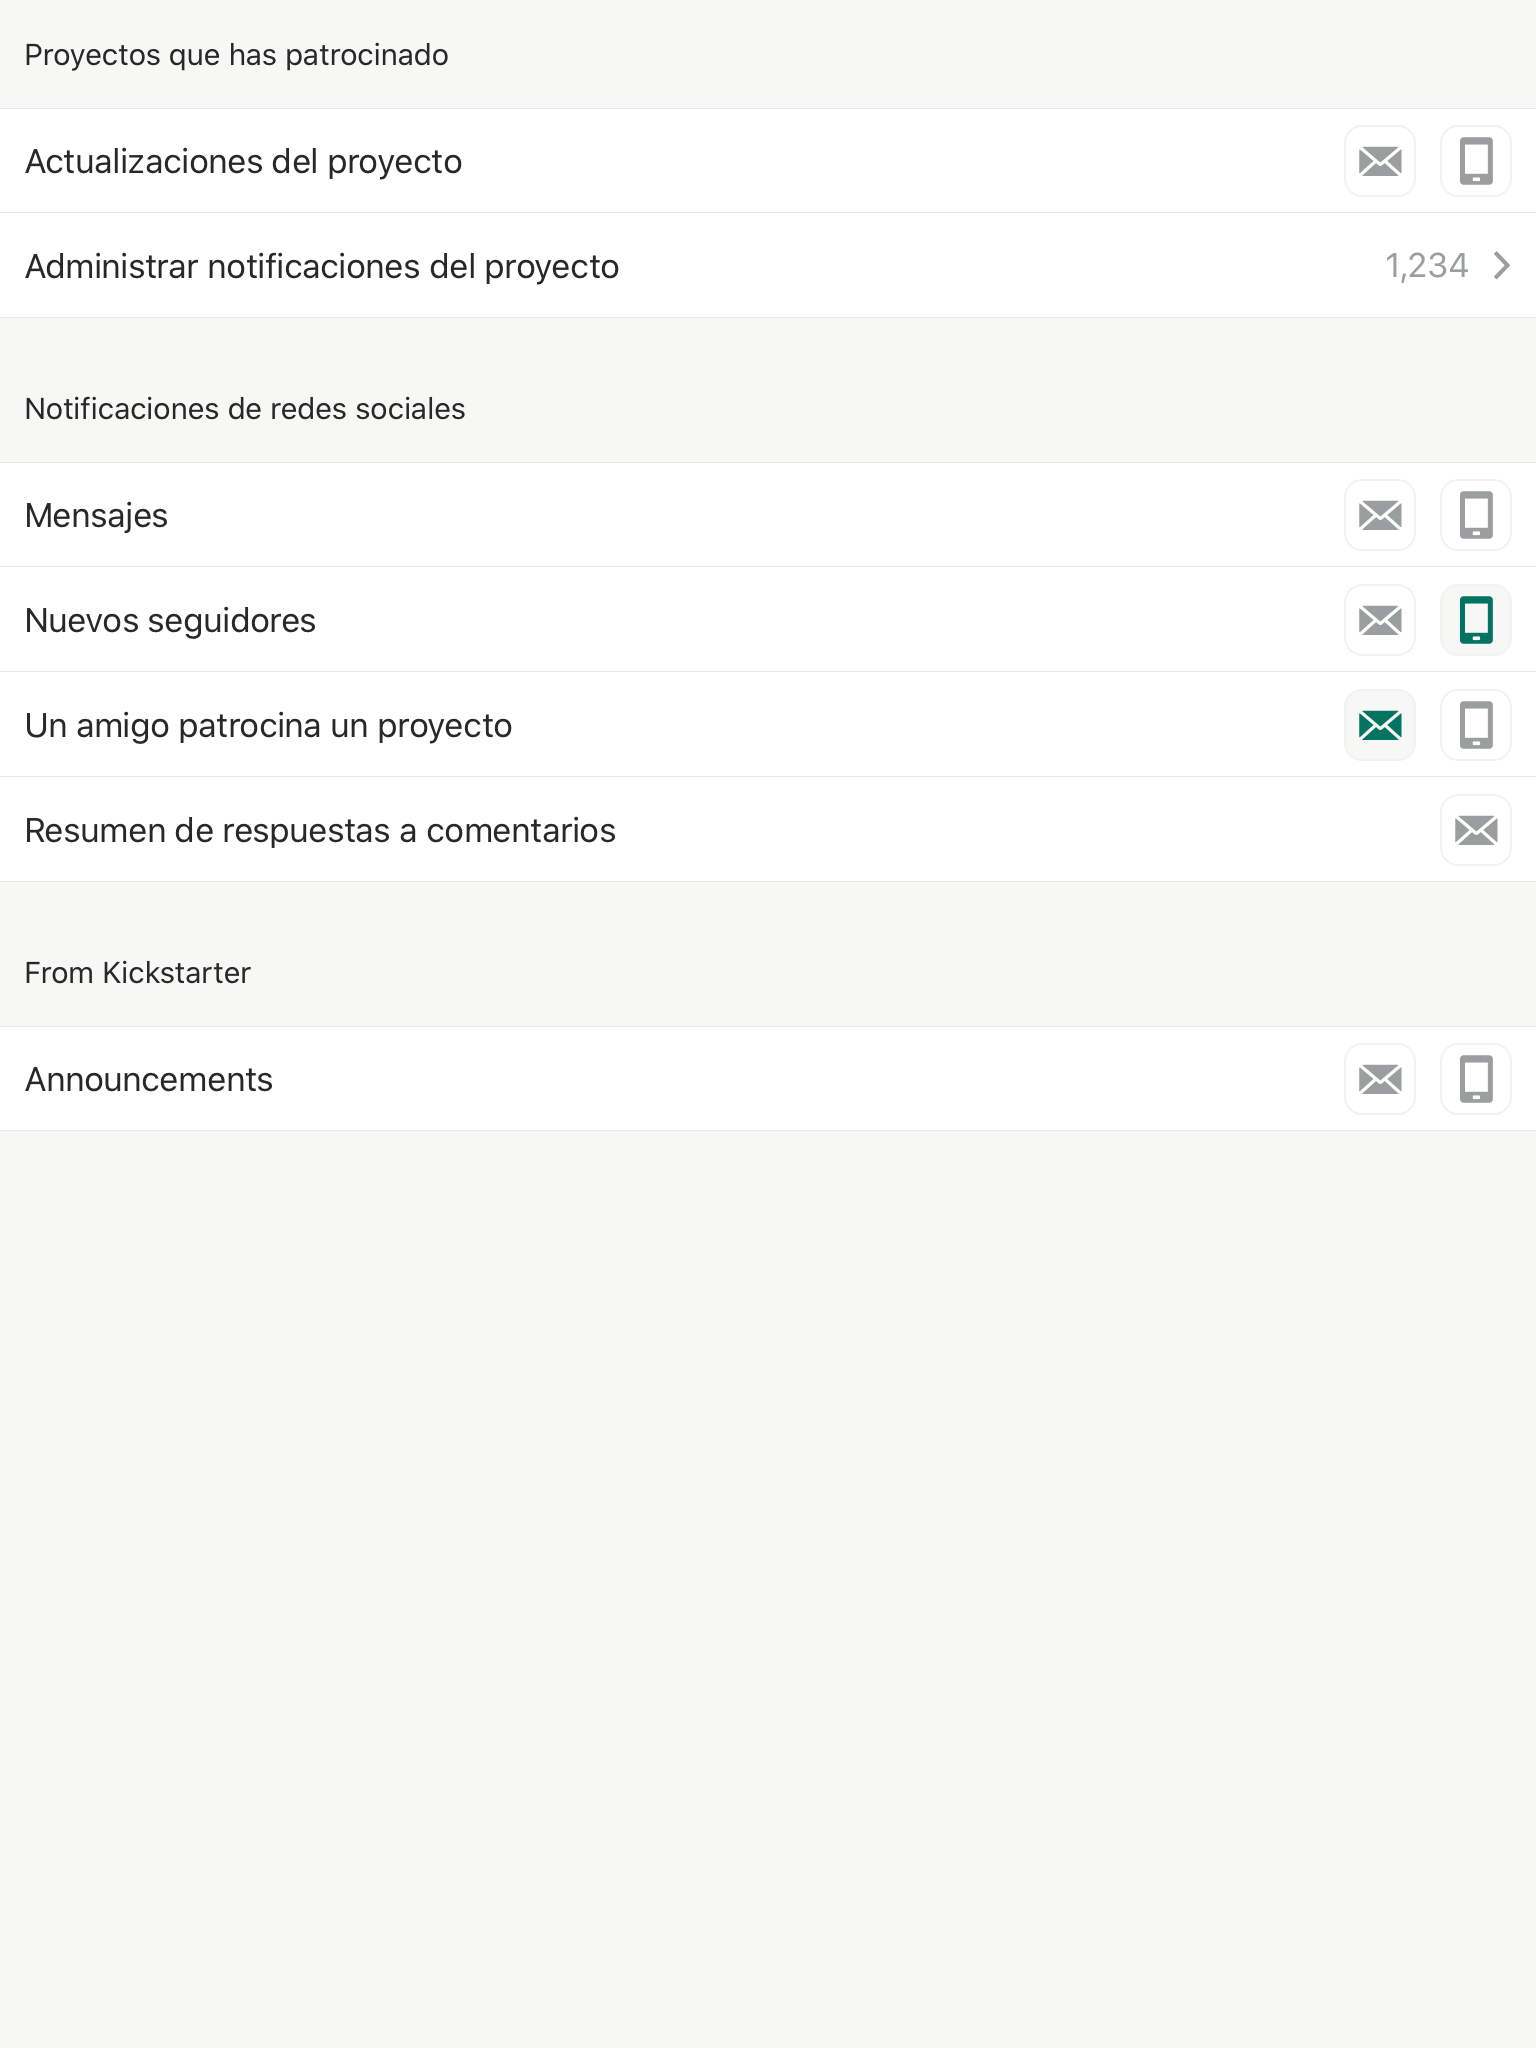 Proyectos que has patrocinado
Actualizaciones del proyecto
Administrar notificaciones del proyecto 1,234
Notificaciones de redes sociales
Mensajes
Nuevos seguidores
Un amigo patrocina un proyecto
Resumen de respuestas a comentarios
From Kickstarter
Announcements